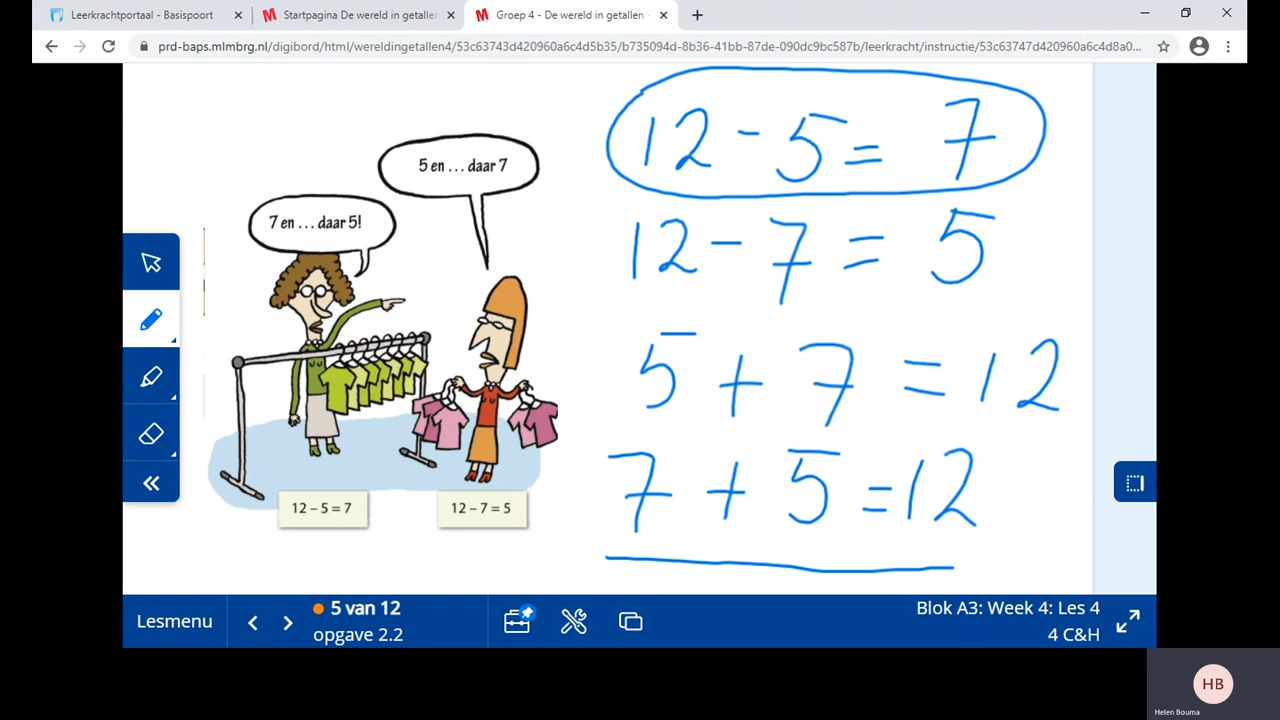 Leerkrachtportaal - Basispoort
Startpagina De wereld in getallen
Groep 4 - De wereld in getallen
prd-baps.mlmbrg.nl/digibord/html/wereldingetallen4/53c63743d420960a6c4d5b35/b735094d-8b36-41bb-87de-090dc9bc587b/leerkracht/instructie/53c63747d420960a6c4d8a0...
5 en ... daar 7
7 en ... daar 5!
12 - 5 = 7
12 - 7 = 5
5 + 7 = 12
7 + 5 = 12
12 – 5 = 7
12 – 7 = 5
Lesmenu
5 van 12
opgave 2.2
Blok A3: Week 4: Les 4
4 C&H
HB
Helen Bouma